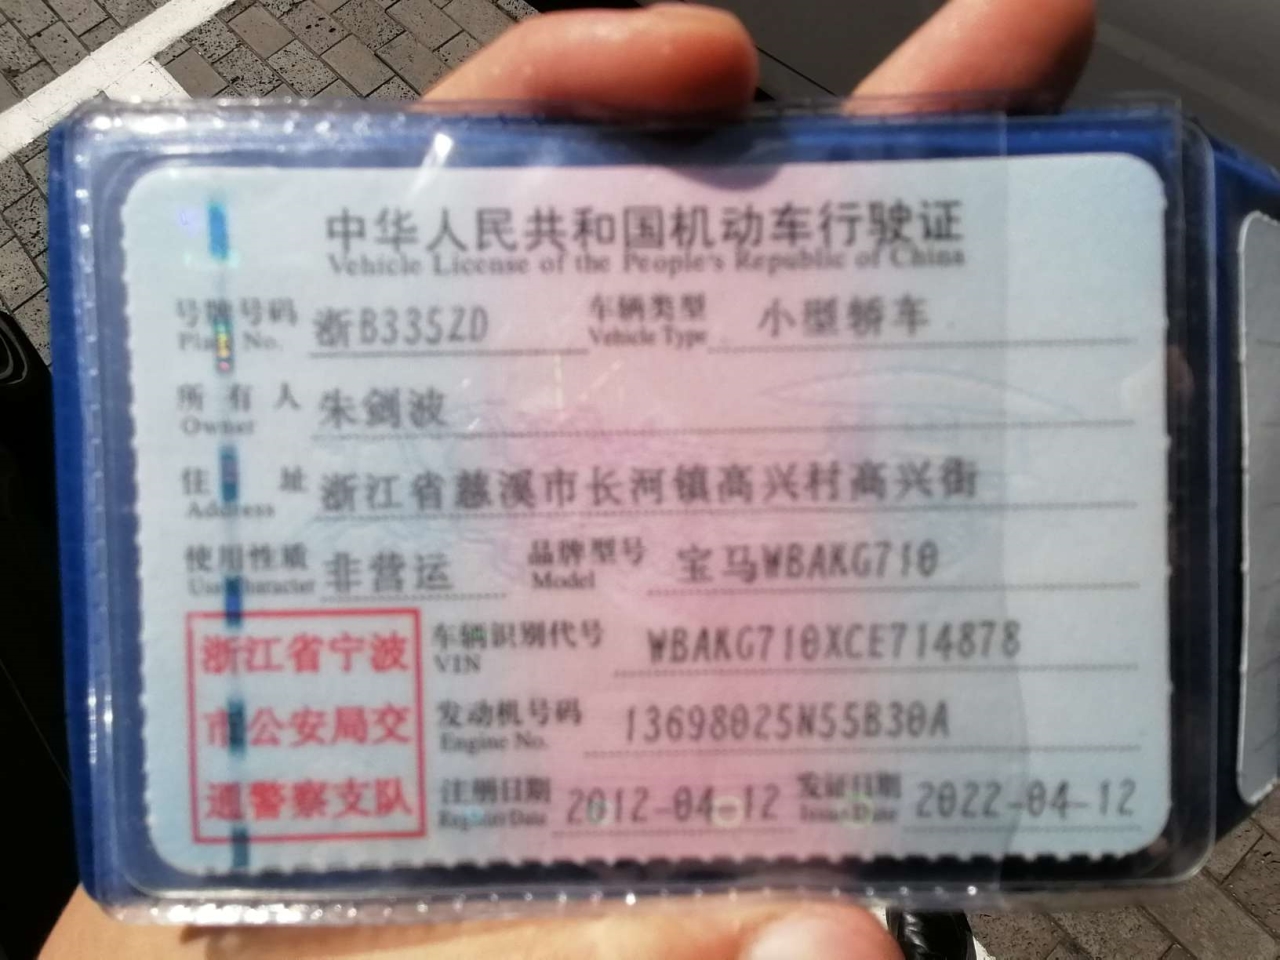 中华人民共和国机动车行驶证
Vehicle License of the People's Republic of China
号牌号码 浙B335ZD 车辆类型 小型轿车
Plate No. Vehicle Type
所有人 朱剑波
Owner
住址 浙江省慈溪市长河镇高兴村高兴街
Address
使用性质 非营运 品牌型号 宝马WBAKG710
Use Character Model
浙江省宁波
市公安局交
通警察支队
车辆识别代号 WBAKG710XCE714878
VIN
发动机号码 13698025N55B30A
Engine No.
注册日期 2012-04-12 发证日期 2022-04-12
Register Date Issue Date